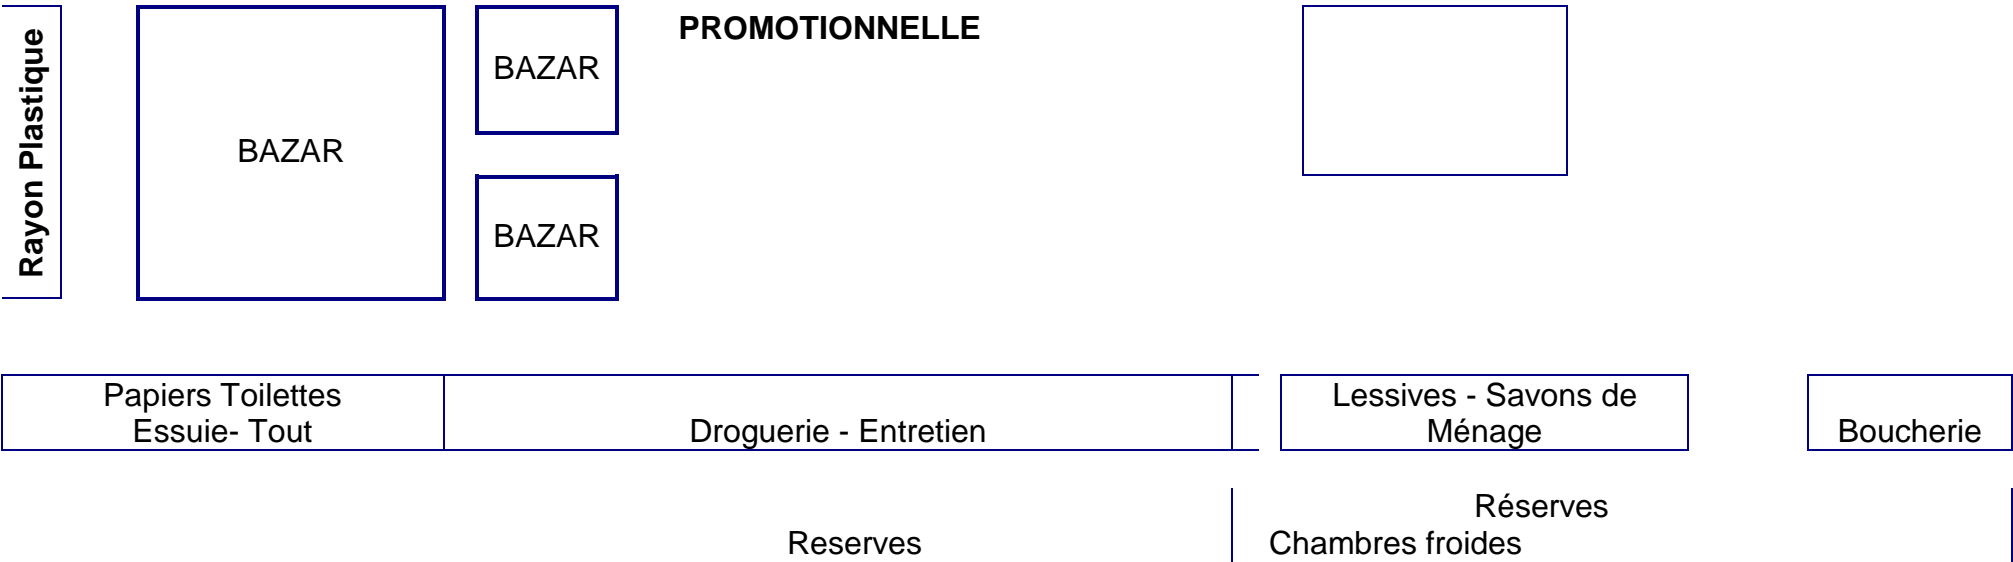 Rayon Plastique
BAZAR
BAZAR
BAZAR
PROMOTIONNELLE
Papiers Toilettes
Essuie- Tout
Droguerie - Entretien
Lessives - Savons de
Ménage
Boucherie
Reserves
Réserves
Chambres froides